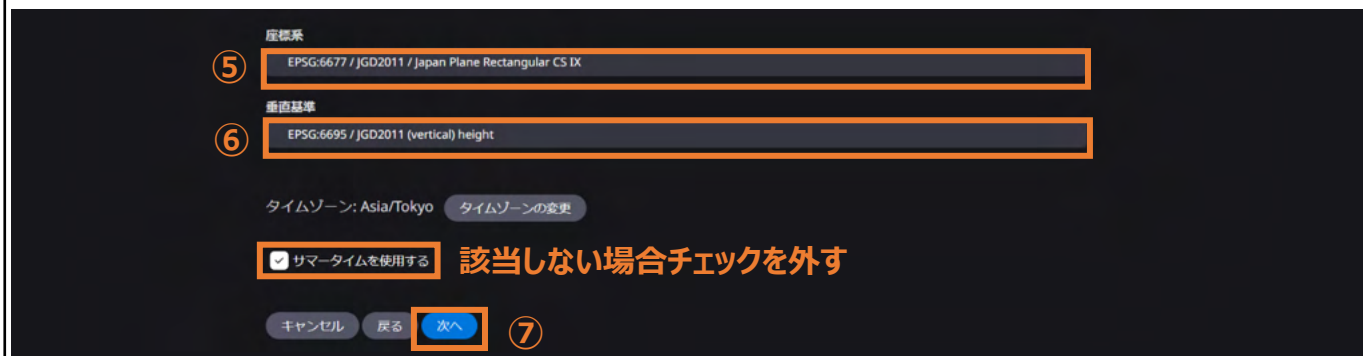 座標系
⑤ EPSG:6677 / JGD2011 / Japan Plane Rectangular CS IX
垂直基準
⑥ EPSG:6695 / JGD2011 (vertical) height
タイムゾーン: Asia/Tokyo タイムゾーンの変更
サマータイムを使用する 該当しない場合チェックを外す
キャンセル 戻る 次へ ⑦